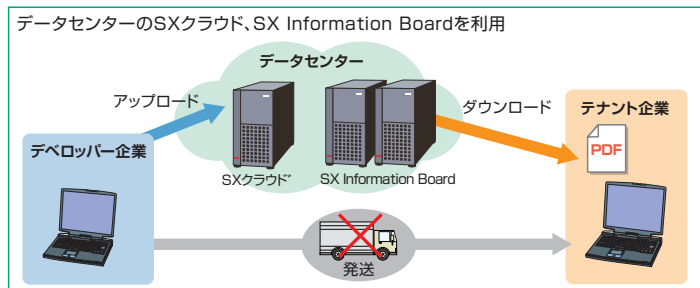 データセンターのSXクラウド、SX Information Boardを利用
データセンター
アップロード
ダウンロード
テナント企業
デベロッパー企業
PDF
SXクラウド*
SX Information Board
発送